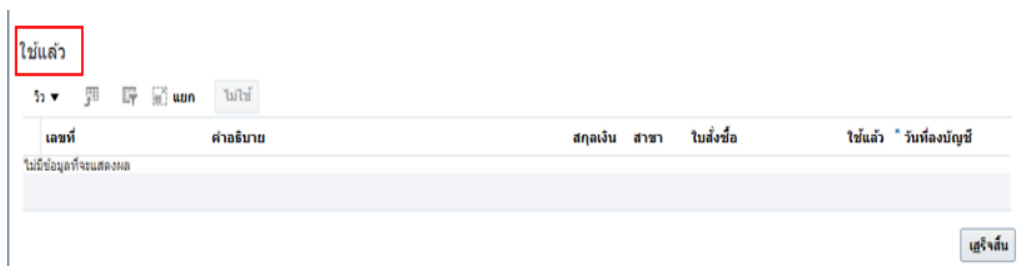 ใช้แล้ว
วิว ▼ แยก ไม่ใช้
เลขที่ คำอธิบาย สกุลเงิน สาขา ใบสั่งซื้อ ใช้แล้ว * วันที่ลงบัญชี
ไม่มีข้อมูลที่จะแสดงผล
เสร็จสิ้น